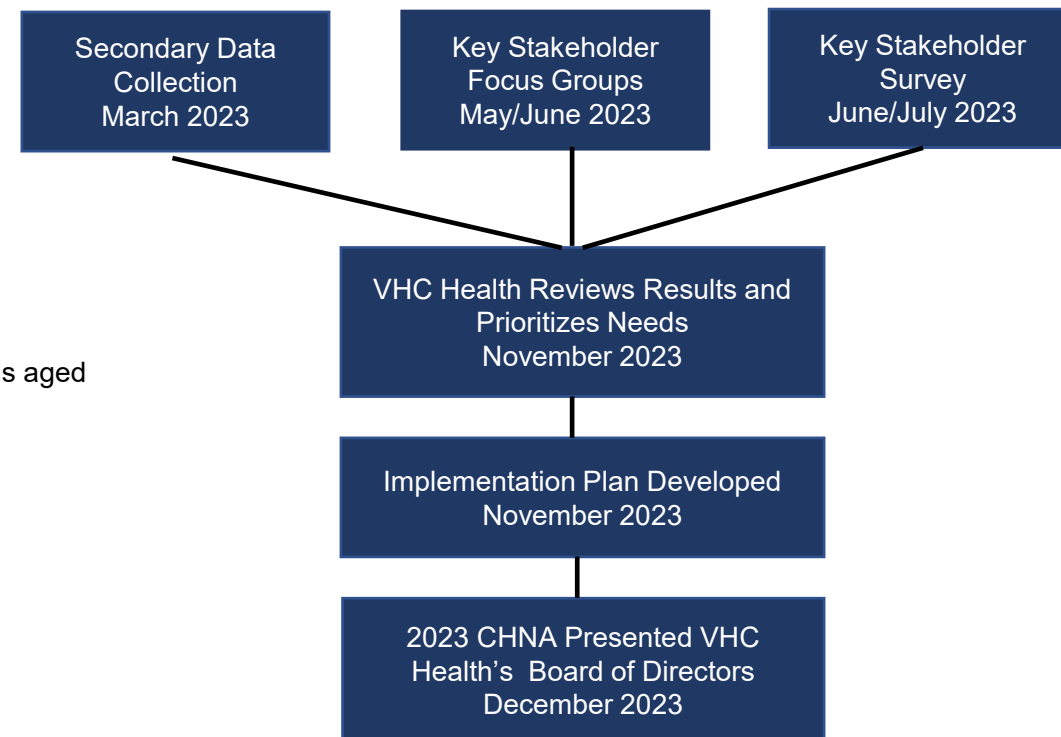 Secondary Data
Collection
March 2023
Key Stakeholder
Focus Groups
May/June 2023
Key Stakeholder
Survey
June/July 2023
VHC Health Reviews Results and
Prioritizes Needs
November 2023
s aged
Implementation Plan Developed
November 2023
2023 CHNA Presented VHC
Health’s  Board of Directors
December 2023